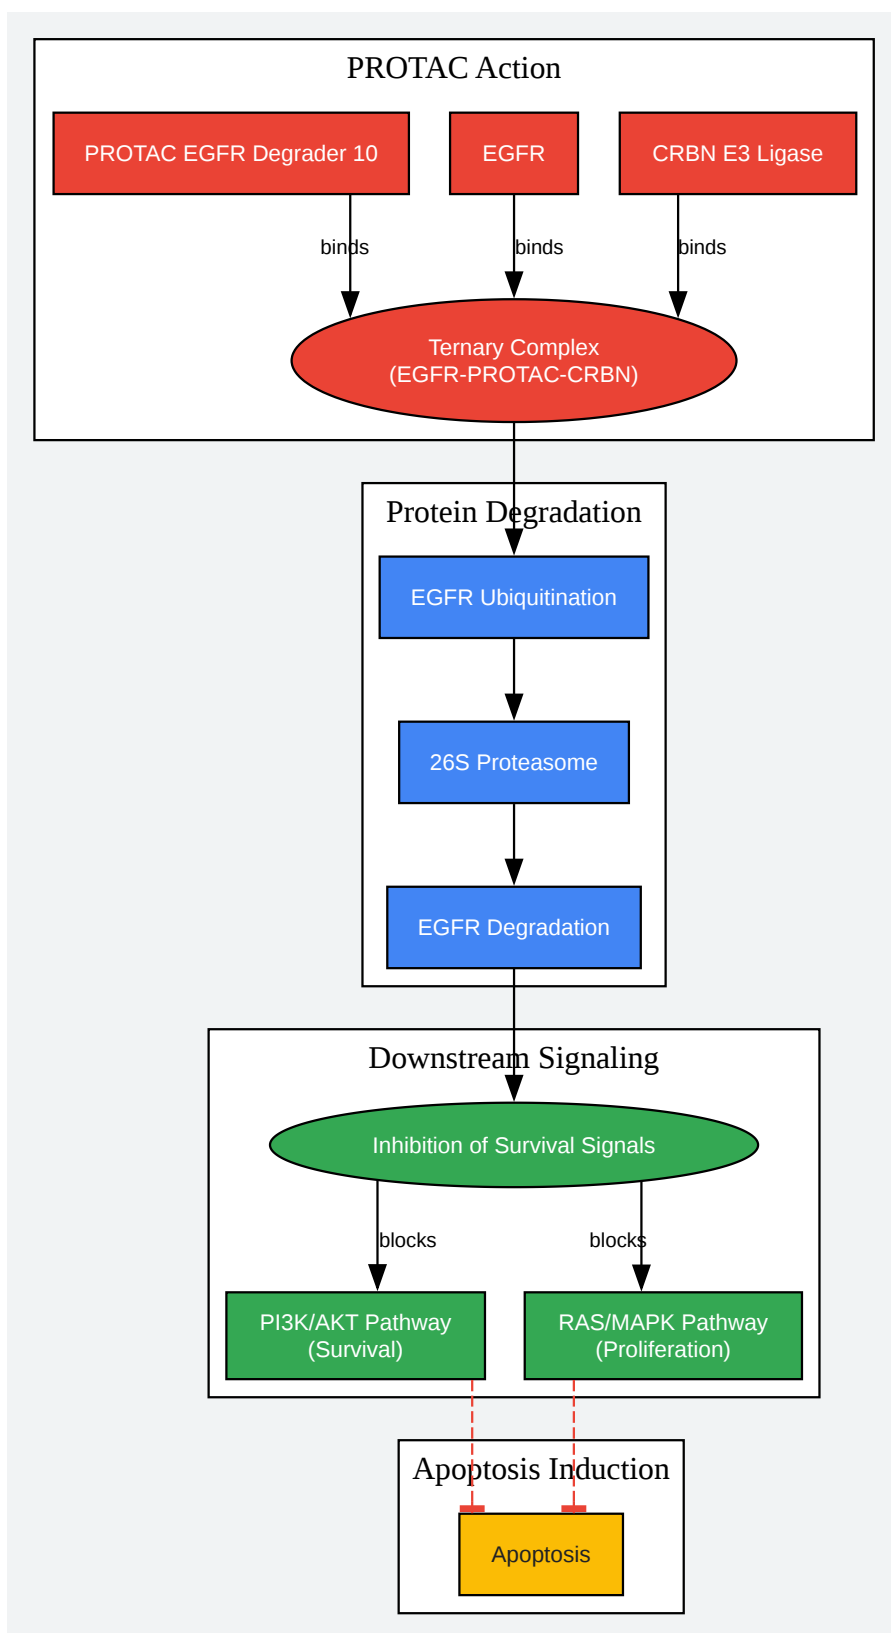 PROTAC Action
PROTAC EGFR Degrader 10
EGFR
CRBN E3 Ligase
binds
binds
binds
Ternary Complex
(EGFR-PROTAC-CRBN)
Protein Degradation
EGFR Ubiquitination
26S Proteasome
EGFR Degradation
Downstream Signaling
Inhibition of Survival Signals
blocks
blocks
PI3K/AKT Pathway
(Survival)
RAS/MAPK Pathway
(Proliferation)
Apoptosis Induction
Apoptosis